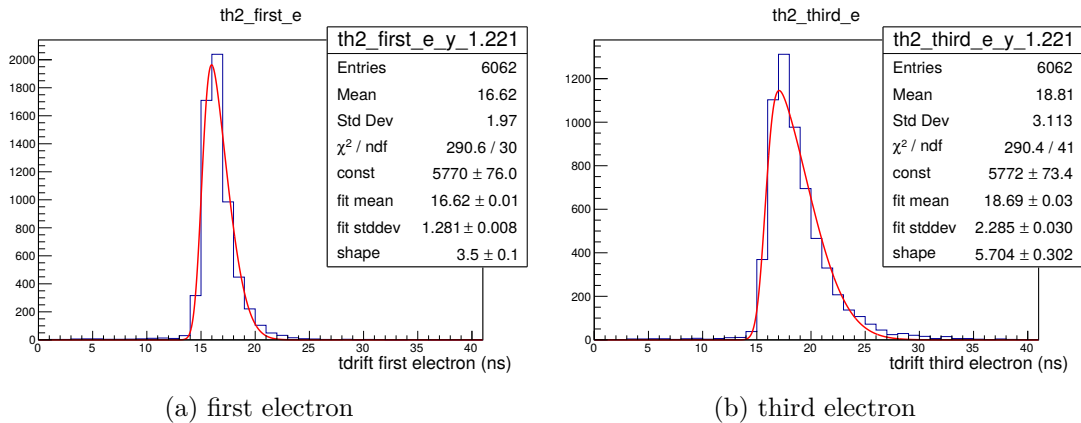 th2_first_e
th2_first_e_y_1.221
Entries 6062
Mean 16.62
Std Dev 1.97
χ² / ndf 290.6 / 30
const 5770 ± 76.0
fit mean 16.62 ± 0.01
fit stddev 1.281 ± 0.008
shape 3.5 ± 0.1
2000
1800
1600
1400
1200
1000
800
600
400
200
0
0 5 10 15 20 25 30 35 40
tdrift first electron (ns)
(a) first electron
th2_third_e
th2_third_e_y_1.221
Entries 6062
Mean 18.81
Std Dev 3.113
χ² / ndf 290.4 / 41
const 5772 ± 73.4
fit mean 18.69 ± 0.03
fit stddev 2.285 ± 0.030
shape 5.704 ± 0.302
1200
1000
800
600
400
200
0
0 5 10 15 20 25 30 35 40
tdrift third electron (ns)
(b) third electron